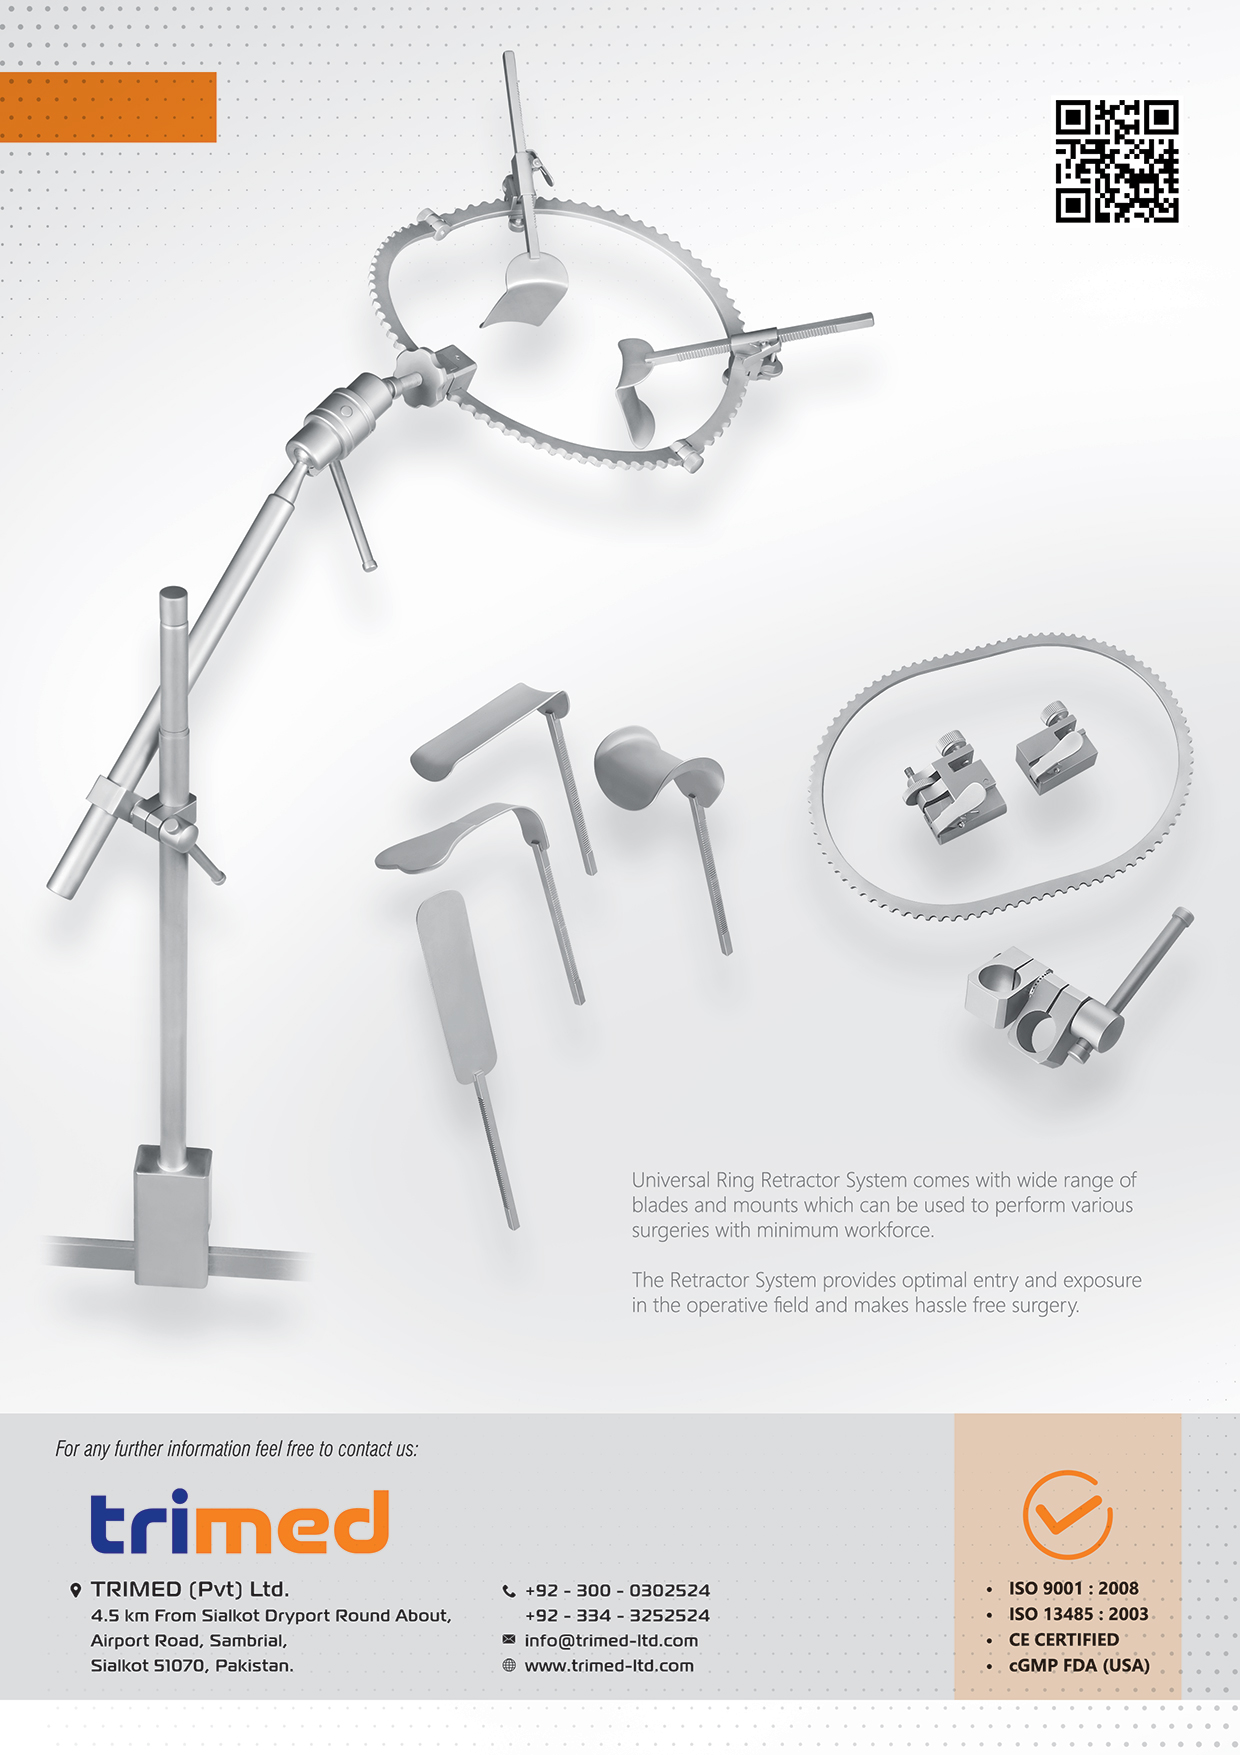 Universal Ring Retractor System comes with wide range of
blades and mounts which can be used to perform various
surgeries with minimum workforce.
The Retractor System provides optimal entry and exposure
in the operative field and makes hassle free surgery.
For any further information feel free to contact us:
trimed
TRIMED (Pvt) Ltd.
4.5 km From Sialkot Dryport Round About,
Airport Road, Sambrial,
Sialkot 51070, Pakistan.
+92 - 300 - 0302524
+92 - 334 - 3252524
info@trimed-ltd.com
www.trimed-ltd.com
• ISO 9001 : 2008
• ISO 13485 : 2003
• CE CERTIFIED
• cGMP FDA (USA)